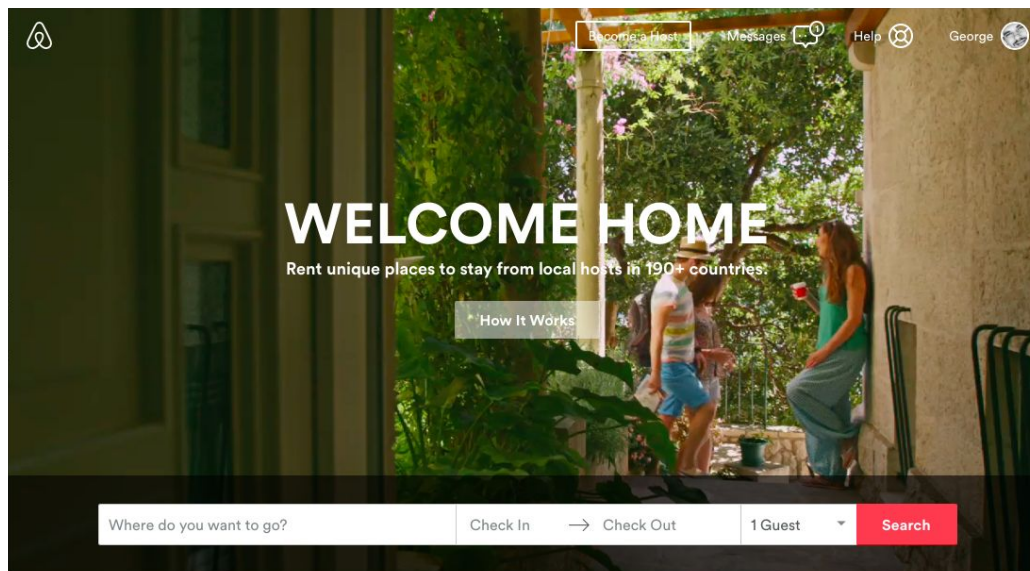 Become a Host
Messages 1
Help
George
WELCOME HOME
Rent unique places to stay from local hosts in 190+ countries.
How It Works
Where do you want to go?
Check In
Check Out
1 Guest
Search